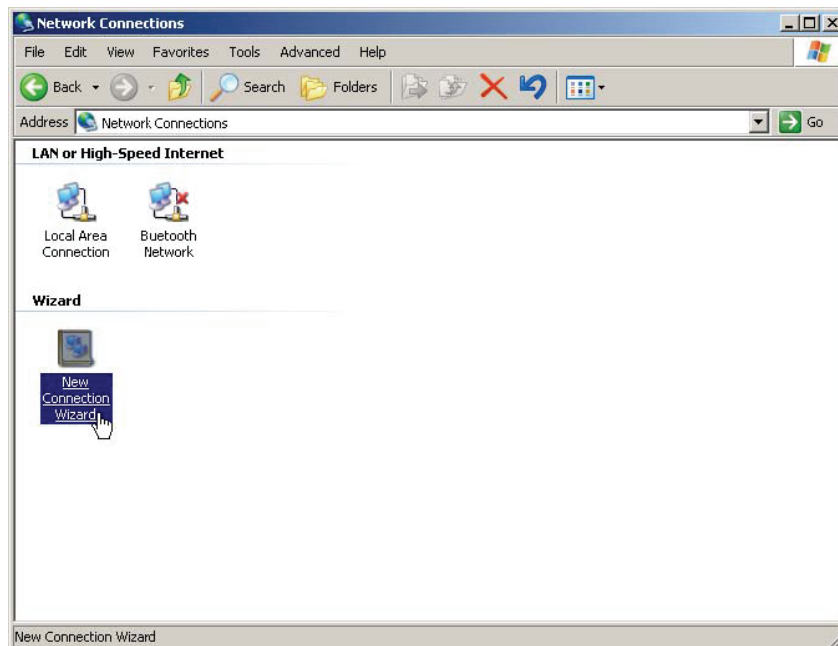 Network Connections
File Edit View Favorites Tools Advanced Help
Back Search Folders
Address Network Connections Go
LAN or High-Speed Internet
Local Area Connection
Buetooth Network
Wizard
New Connection Wizard
New Connection Wizard